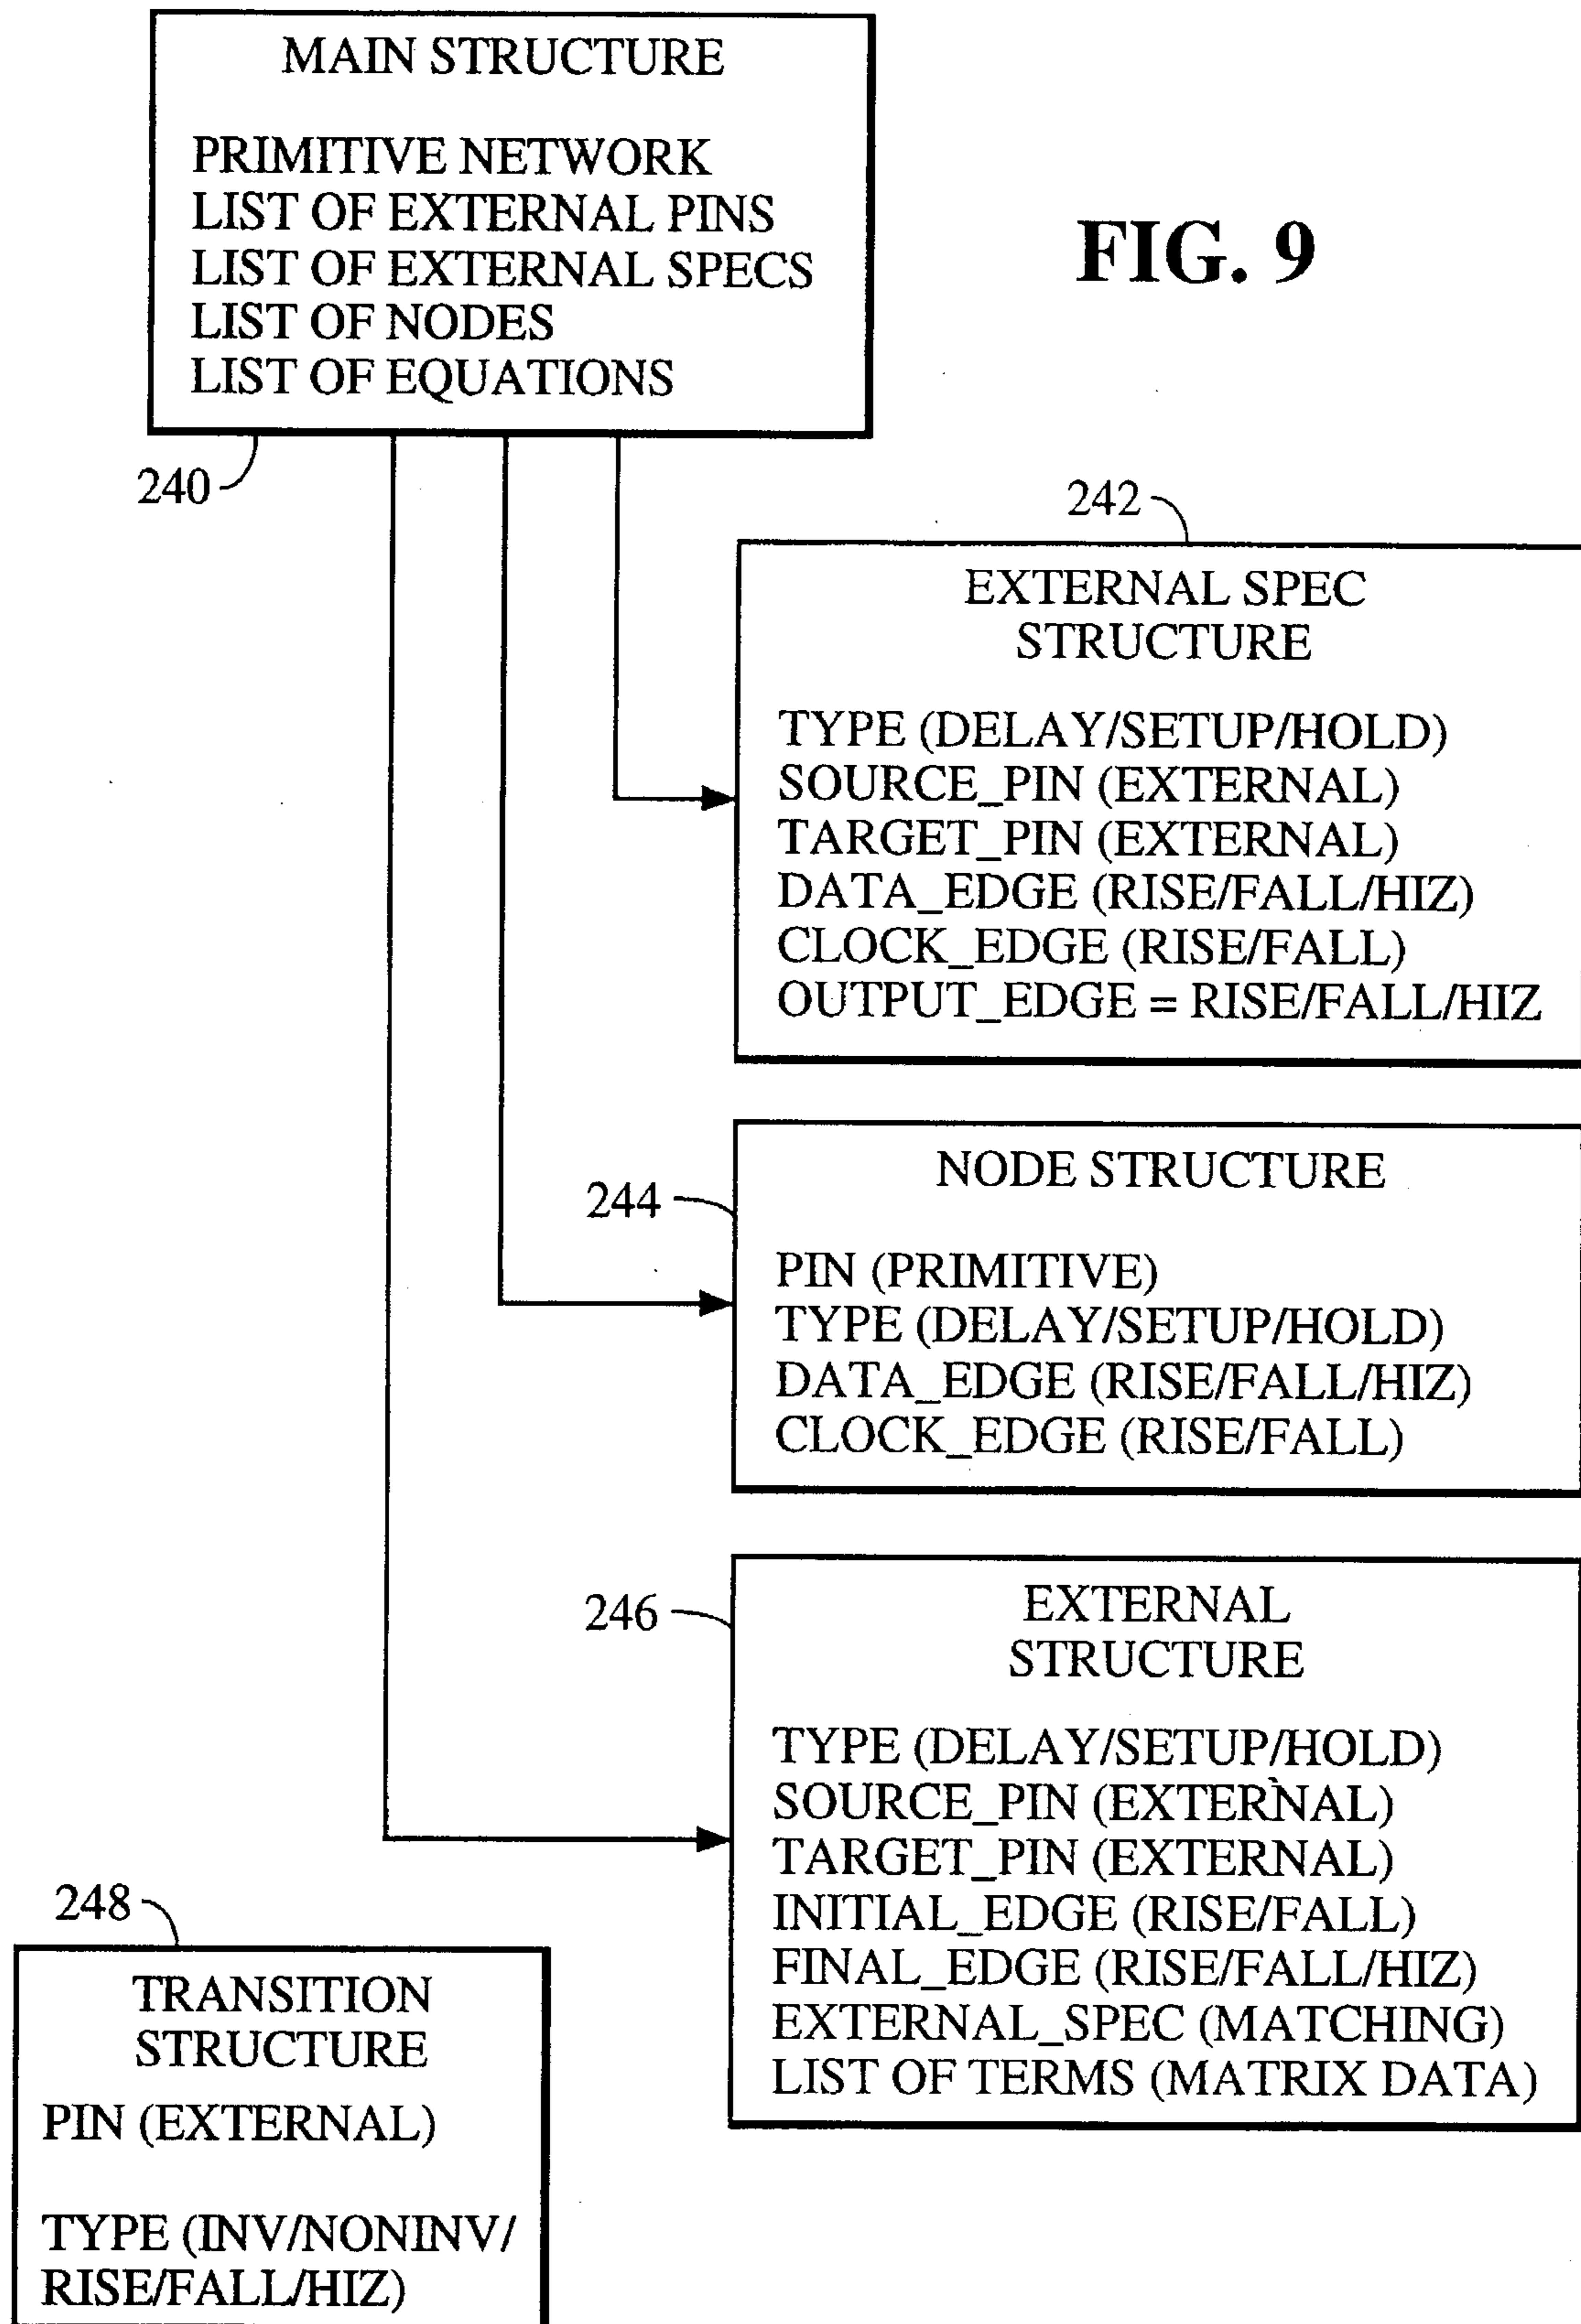 MAIN STRUCTURE
PRIMITIVE NETWORK
LIST OF EXTERNAL PINS
LIST OF EXTERNAL SPECS
LIST OF NODES
LIST OF EQUATIONS
FIG. 9
240
242
EXTERNAL SPEC
STRUCTURE
TYPE (DELAY/SETUP/HOLD)
SOURCE_PIN (EXTERNAL)
TARGET_PIN (EXTERNAL)
DATA_EDGE (RISE/FALL/HIZ)
CLOCK_EDGE (RISE/FALL)
OUTPUT_EDGE = RISE/FALL/HIZ
244
NODE STRUCTURE
PIN (PRIMITIVE)
TYPE (DELAY/SETUP/HOLD)
DATA_EDGE (RISE/FALL/HIZ)
CLOCK_EDGE (RISE/FALL)
246
EXTERNAL
STRUCTURE
TYPE (DELAY/SETUP/HOLD)
SOURCE_PIN (EXTERNAL)
TARGET_PIN (EXTERNAL)
INITIAL_EDGE (RISE/FALL)
FINAL_EDGE (RISE/FALL/HIZ)
EXTERNAL_SPEC (MATCHING)
LIST OF TERMS (MATRIX DATA)
248
TRANSITION
STRUCTURE
PIN (EXTERNAL)
TYPE (INV/NONINV/
RISE/FALL/HIZ)